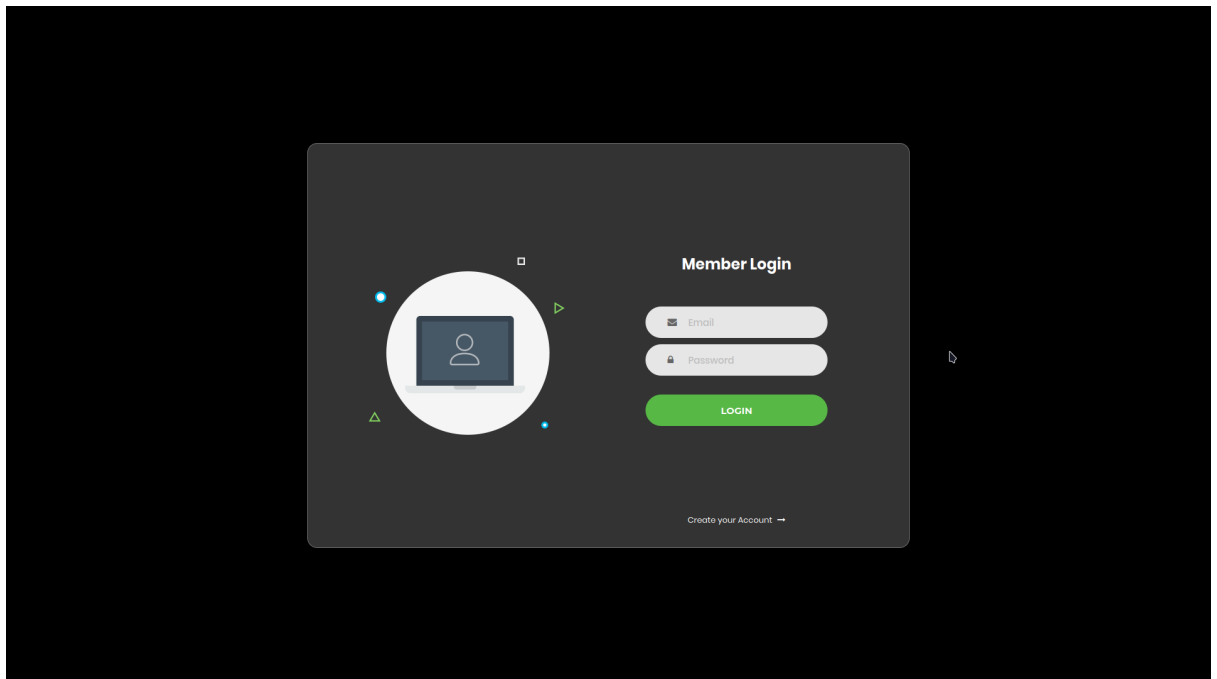 Member Login
Email
Password
LOGIN
Create your Account →